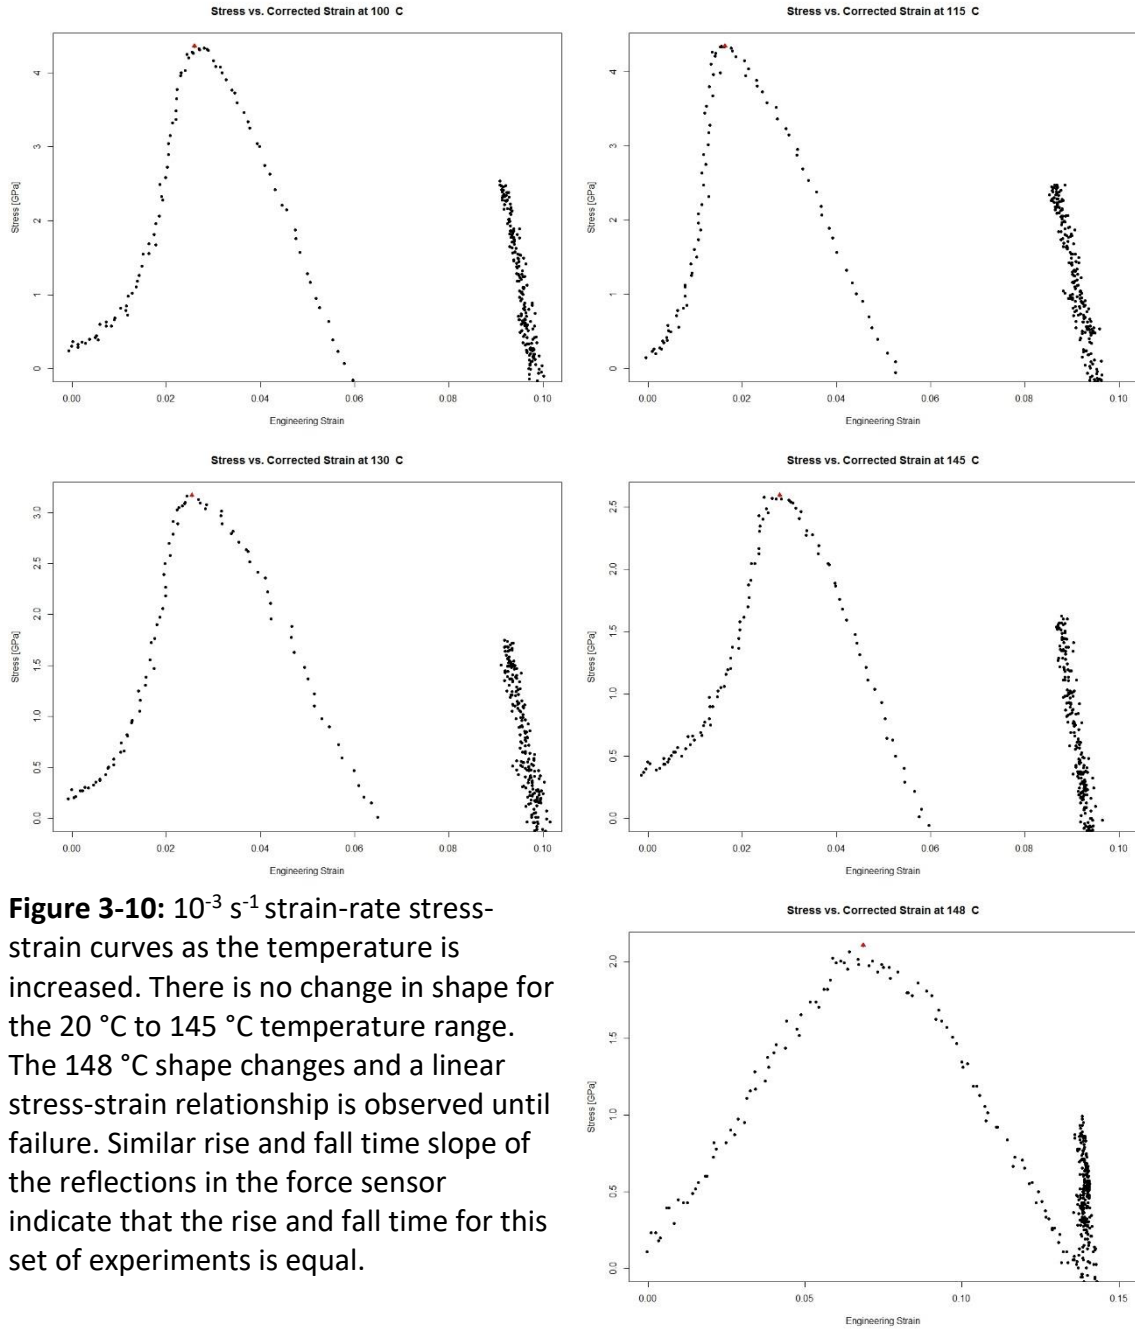 Stress vs. Corrected Strain at 100 C
Stress [GPa]
4
3
2
1
0
0.00 0.02 0.04 0.06 0.08 0.10
Engineering Strain
Stress vs. Corrected Strain at 115 C
Stress [GPa]
4
3
2
1
0
0.00 0.02 0.04 0.06 0.08 0.10
Engineering Strain
Stress vs. Corrected Strain at 130 C
Stress [GPa]
3.0
2.5
2.0
1.5
1.0
0.5
0.0
0.00 0.02 0.04 0.06 0.08 0.10
Engineering Strain
Stress vs. Corrected Strain at 145 C
Stress [GPa]
2.5
2.0
1.5
1.0
0.5
0.0
0.00 0.02 0.04 0.06 0.08 0.10
Engineering Strain
Figure 3-10: 10⁻³ s⁻¹ strain-rate stress-
strain curves as the temperature is
increased. There is no change in shape for
the 20 °C to 145 °C temperature range.
The 148 °C shape changes and a linear
stress-strain relationship is observed until
failure. Similar rise and fall time slope of
the reflections in the force sensor
indicate that the rise and fall time for this
set of experiments is equal.
Stress vs. Corrected Strain at 148 C
Stress [GPa]
2.0
1.5
1.0
0.5
0.0
0.00 0.05 0.10 0.15
Engineering Strain